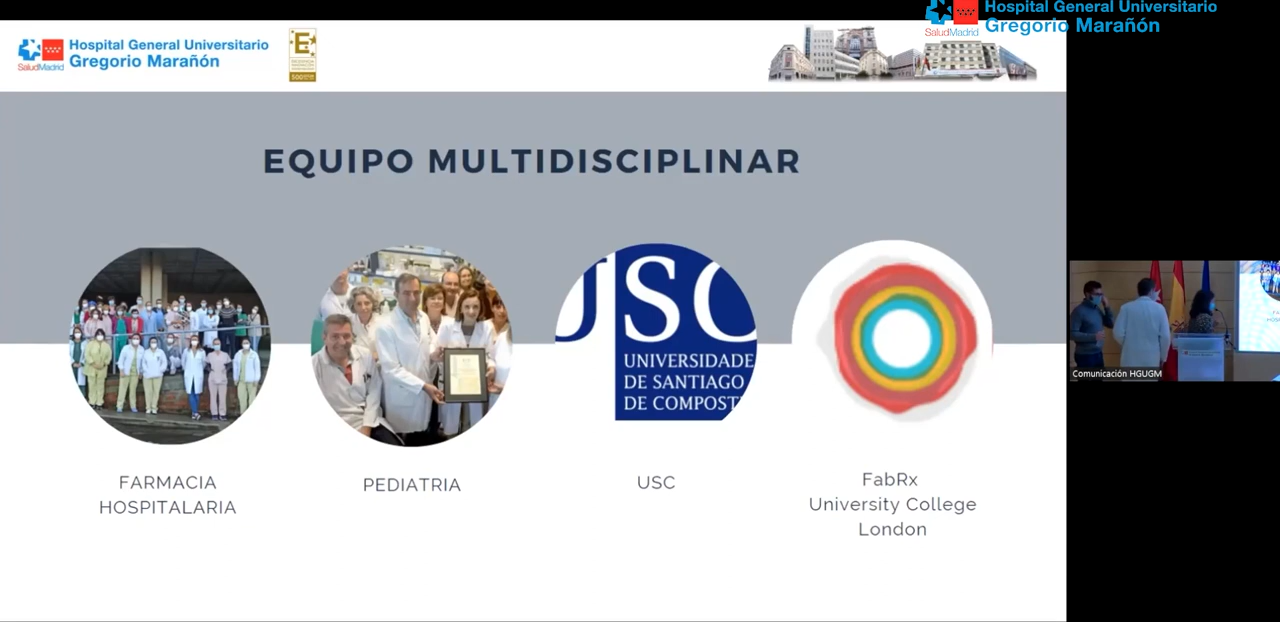 Hospital General Universitario
Gregorio Marañón
SaludMadrid
Hospital General Universitario
Gregorio Marañón
SaludMadrid
E
500
EQUIPO MULTIDISCIPLINAR
USC
UNIVERSIDADE
DE SANTIAGO
DE COMPOST
FARMACIA
HOSPITALARIA
PEDIATRIA
USC
FabRx
University College
London
Comunicación HGUGM